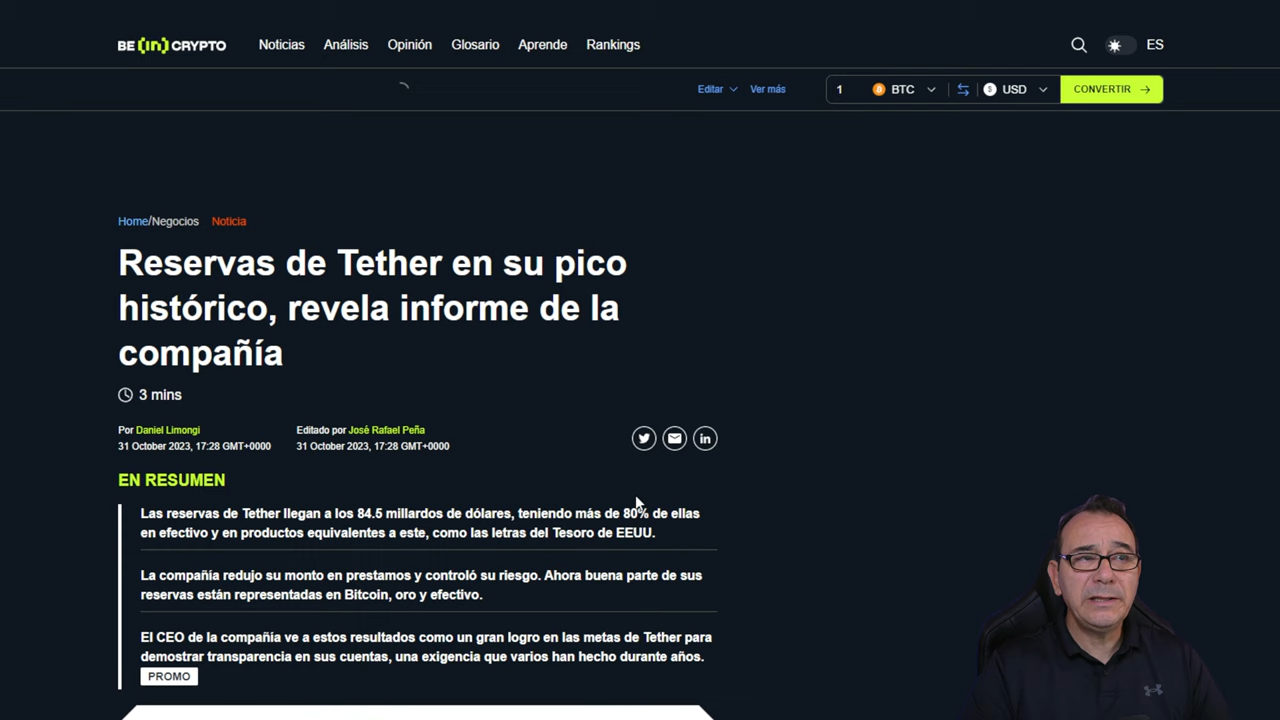 BE[in]CRYPTO Noticias Análisis Opinión Glosario Aprende Rankings ES
Editar Ver más 1 BTC USD CONVERTIR
Home/Negocios Noticia
Reservas de Tether en su pico
histórico, revela informe de la
compañía
3 mins
Por Daniel Limongi Editado por José Rafael Peña
31 October 2023, 17:28 GMT+0000 31 October 2023, 17:28 GMT+0000
EN RESUMEN
Las reservas de Tether llegan a los 84.5 millardos de dólares, teniendo más de 80% de ellas
en efectivo y en productos equivalentes a este, como las letras del Tesoro de EEUU.
La compañía redujo su monto en prestamos y controló su riesgo. Ahora buena parte de sus
reservas están representadas en Bitcoin, oro y efectivo.
El CEO de la compañía ve a estos resultados como un gran logro en las metas de Tether para
demostrar transparencia en sus cuentas, una exigencia que varios han hecho durante años.
PROMO